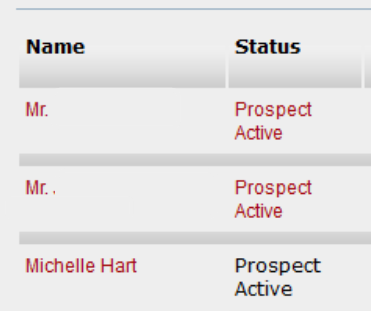 Name Status
Mr. Prospect
Active
Mr. . Prospect
Active
Michelle Hart Prospect
Active